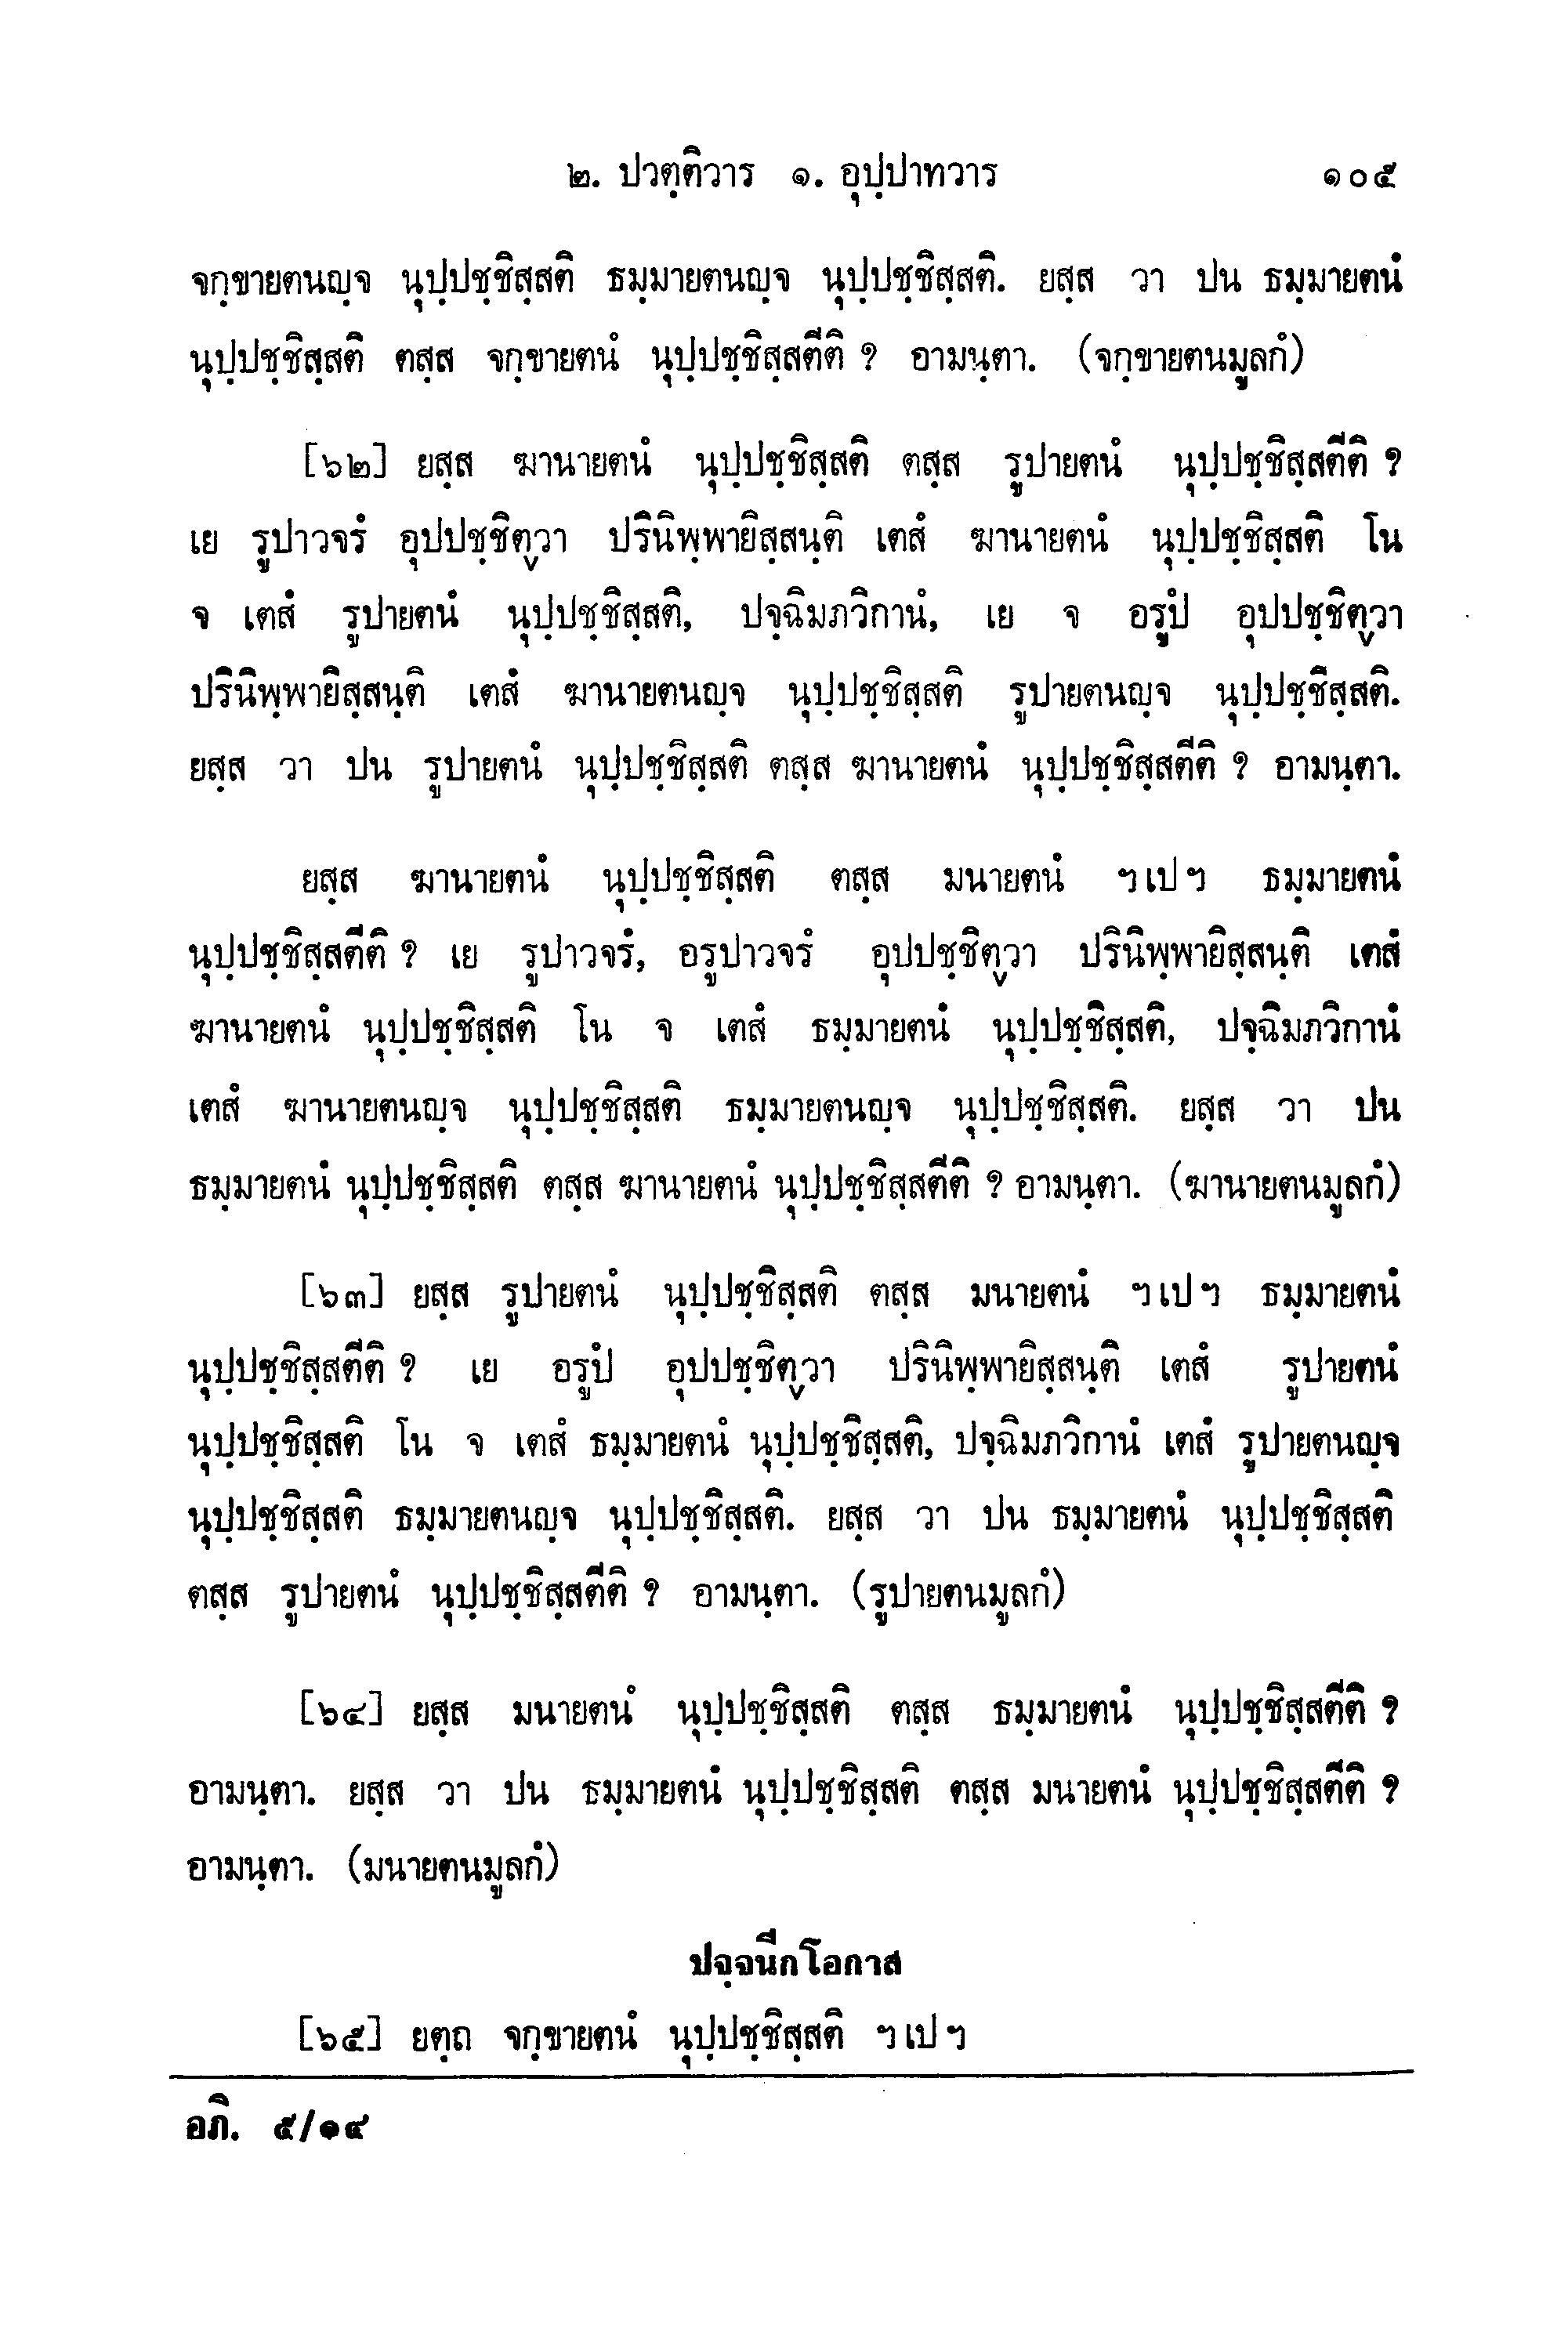 ๒. ปวตฺติวาร ๑. อุปฺปาทวาร ๑๐๕
จกฺขายตนญฺจ นุปฺปชฺชิสฺสติ ธมฺมายตนญฺจ นุปฺปชฺชิสฺสติ. ยสฺส วา ปน ธมฺมายตนํ
นุปฺปชฺชิสฺสติ ตสฺส จกฺขายตนํ นุปฺปชฺชิสฺสตีติ ? อามนฺตา. (จกฺขายตนมูลกํ)
[๖๒] ยสฺส ฆานายตนํ นุปฺปชฺชิสฺสติ ตสฺส รูปายตนํ นุปฺปชฺชิสฺสตีติ ?
เย รูปาวจรํ อุปปชฺชิตฺวา ปรินิพฺพายิสฺสนฺติ เตสํ ฆานายตนํ นุปฺปชฺชิสฺสติ โน
จ เตสํ รูปายตนํ นุปฺปชฺชิสฺสติ, ปจฺฉิมภวิกานํ, เย จ อรูปํ อุปปชฺชิตฺวา
ปรินิพฺพายิสฺสนฺติ เตสํ ฆานายตนญฺจ นุปฺปชฺชิสฺสติ รูปายตนญฺจ นุปฺปชฺชิสฺสติ.
ยสฺส วา ปน รูปายตนํ นุปฺปชฺชิสฺสติ ตสฺส ฆานายตนํ นุปฺปชฺชิสฺสตีติ ? อามนฺตา.
ยสฺส ฆานายตนํ นุปฺปชฺชิสฺสติ ตสฺส มนายตนํ ฯเปฯ ธมฺมายตนํ
นุปฺปชฺชิสฺสตีติ ? เย รูปาวจรํ, อรูปาวจรํ อุปปชฺชิตฺวา ปรินิพฺพายิสฺสนฺติ เตสํ
ฆานายตนํ นุปฺปชฺชิสฺสติ โน จ เตสํ ธมฺมายตนํ นุปฺปชฺชิสฺสติ, ปจฺฉิมภวิกานํ
เตสํ ฆานายตนญฺจ นุปฺปชฺชิสฺสติ ธมฺมายตนญฺจ นุปฺปชฺชิสฺสติ. ยสฺส วา ปน
ธมฺมายตนํ นุปฺปชฺชิสฺสติ ตสฺส ฆานายตนํ นุปฺปชฺชิสฺสตีติ ? อามนฺตา. (ฆานายตนมูลกํ)
[๖๓] ยสฺส รูปายตนํ นุปฺปชฺชิสฺสติ ตสฺส มนายตนํ ฯเปฯ ธมฺมายตนํ
นุปฺปชฺชิสฺสตีติ ? เย อรูปํ อุปปชฺชิตฺวา ปรินิพฺพายิสฺสนฺติ เตสํ รูปายตนํ
นุปฺปชฺชิสฺสติ โน จ เตสํ ธมฺมายตนํ นุปฺปชฺชิสฺสติ, ปจฺฉิมภวิกานํ เตสํ รูปายตนญฺจ
นุปฺปชฺชิสฺสติ ธมฺมายตนญฺจ นุปฺปชฺชิสฺสติ. ยสฺส วา ปน ธมฺมายตนํ นุปฺปชฺชิสฺสติ
ตสฺส รูปายตนํ นุปฺปชฺชิสฺสตีติ ? อามนฺตา. (รูปายตนมูลกํ)
[๖๔] ยสฺส มนายตนํ นุปฺปชฺชิสฺสติ ตสฺส ธมฺมายตนํ นุปฺปชฺชิสฺสตีติ ?
อามนฺตา. ยสฺส วา ปน ธมฺมายตนํ นุปฺปชฺชิสฺสติ ตสฺส มนายตนํ นุปฺปชฺชิสฺสตีติ ?
อามนฺตา. (มนายตนมูลกํ)
ปจฺจนีกโอกาส
[๖๕] ยตฺถ จกฺขายตนํ นุปฺปชฺชิสฺสติ ฯเปฯ
อภิ. ๕/๑๔